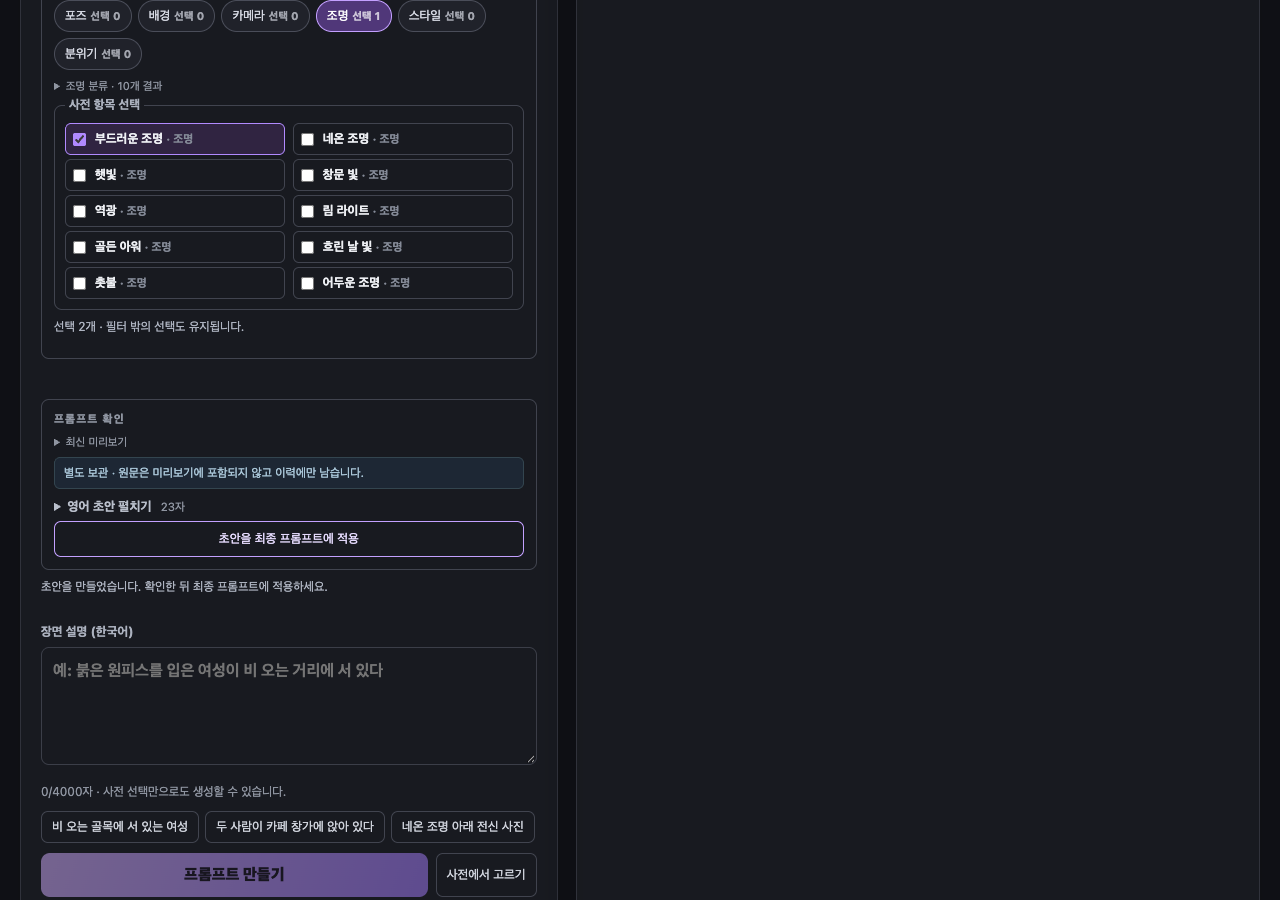 포즈 선택 0 배경 선택 0 카메라 선택 0 조명 선택 1 스타일 선택 0
분위기 선택 0
▶ 조명 분류 · 10개 결과
사전 항목 선택
부드러운 조명 · 조명 네온 조명 · 조명
햇빛 · 조명 창문 빛 · 조명
역광 · 조명 림 라이트 · 조명
골든 아워 · 조명 흐린 날 빛 · 조명
촛불 · 조명 어두운 조명 · 조명
선택 2개 · 필터 밖의 선택도 유지됩니다.
프롬프트 확인
▶ 최신 미리보기
별도 보관 · 원문은 미리보기에 포함되지 않고 이력에만 남습니다.
▶ 영어 초안 펼치기 23자
초안을 최종 프롬프트에 적용
초안을 만들었습니다. 확인한 뒤 최종 프롬프트에 적용하세요.
장면 설명 (한국어)
예: 붉은 원피스를 입은 여성이 비 오는 거리에 서 있다
0/4000자 · 사전 선택만으로도 생성할 수 있습니다.
비 오는 골목에 서 있는 여성 두 사람이 카페 창가에 앉아 있다 네온 조명 아래 전신 사진
프롬프트 만들기 사전에서 고르기